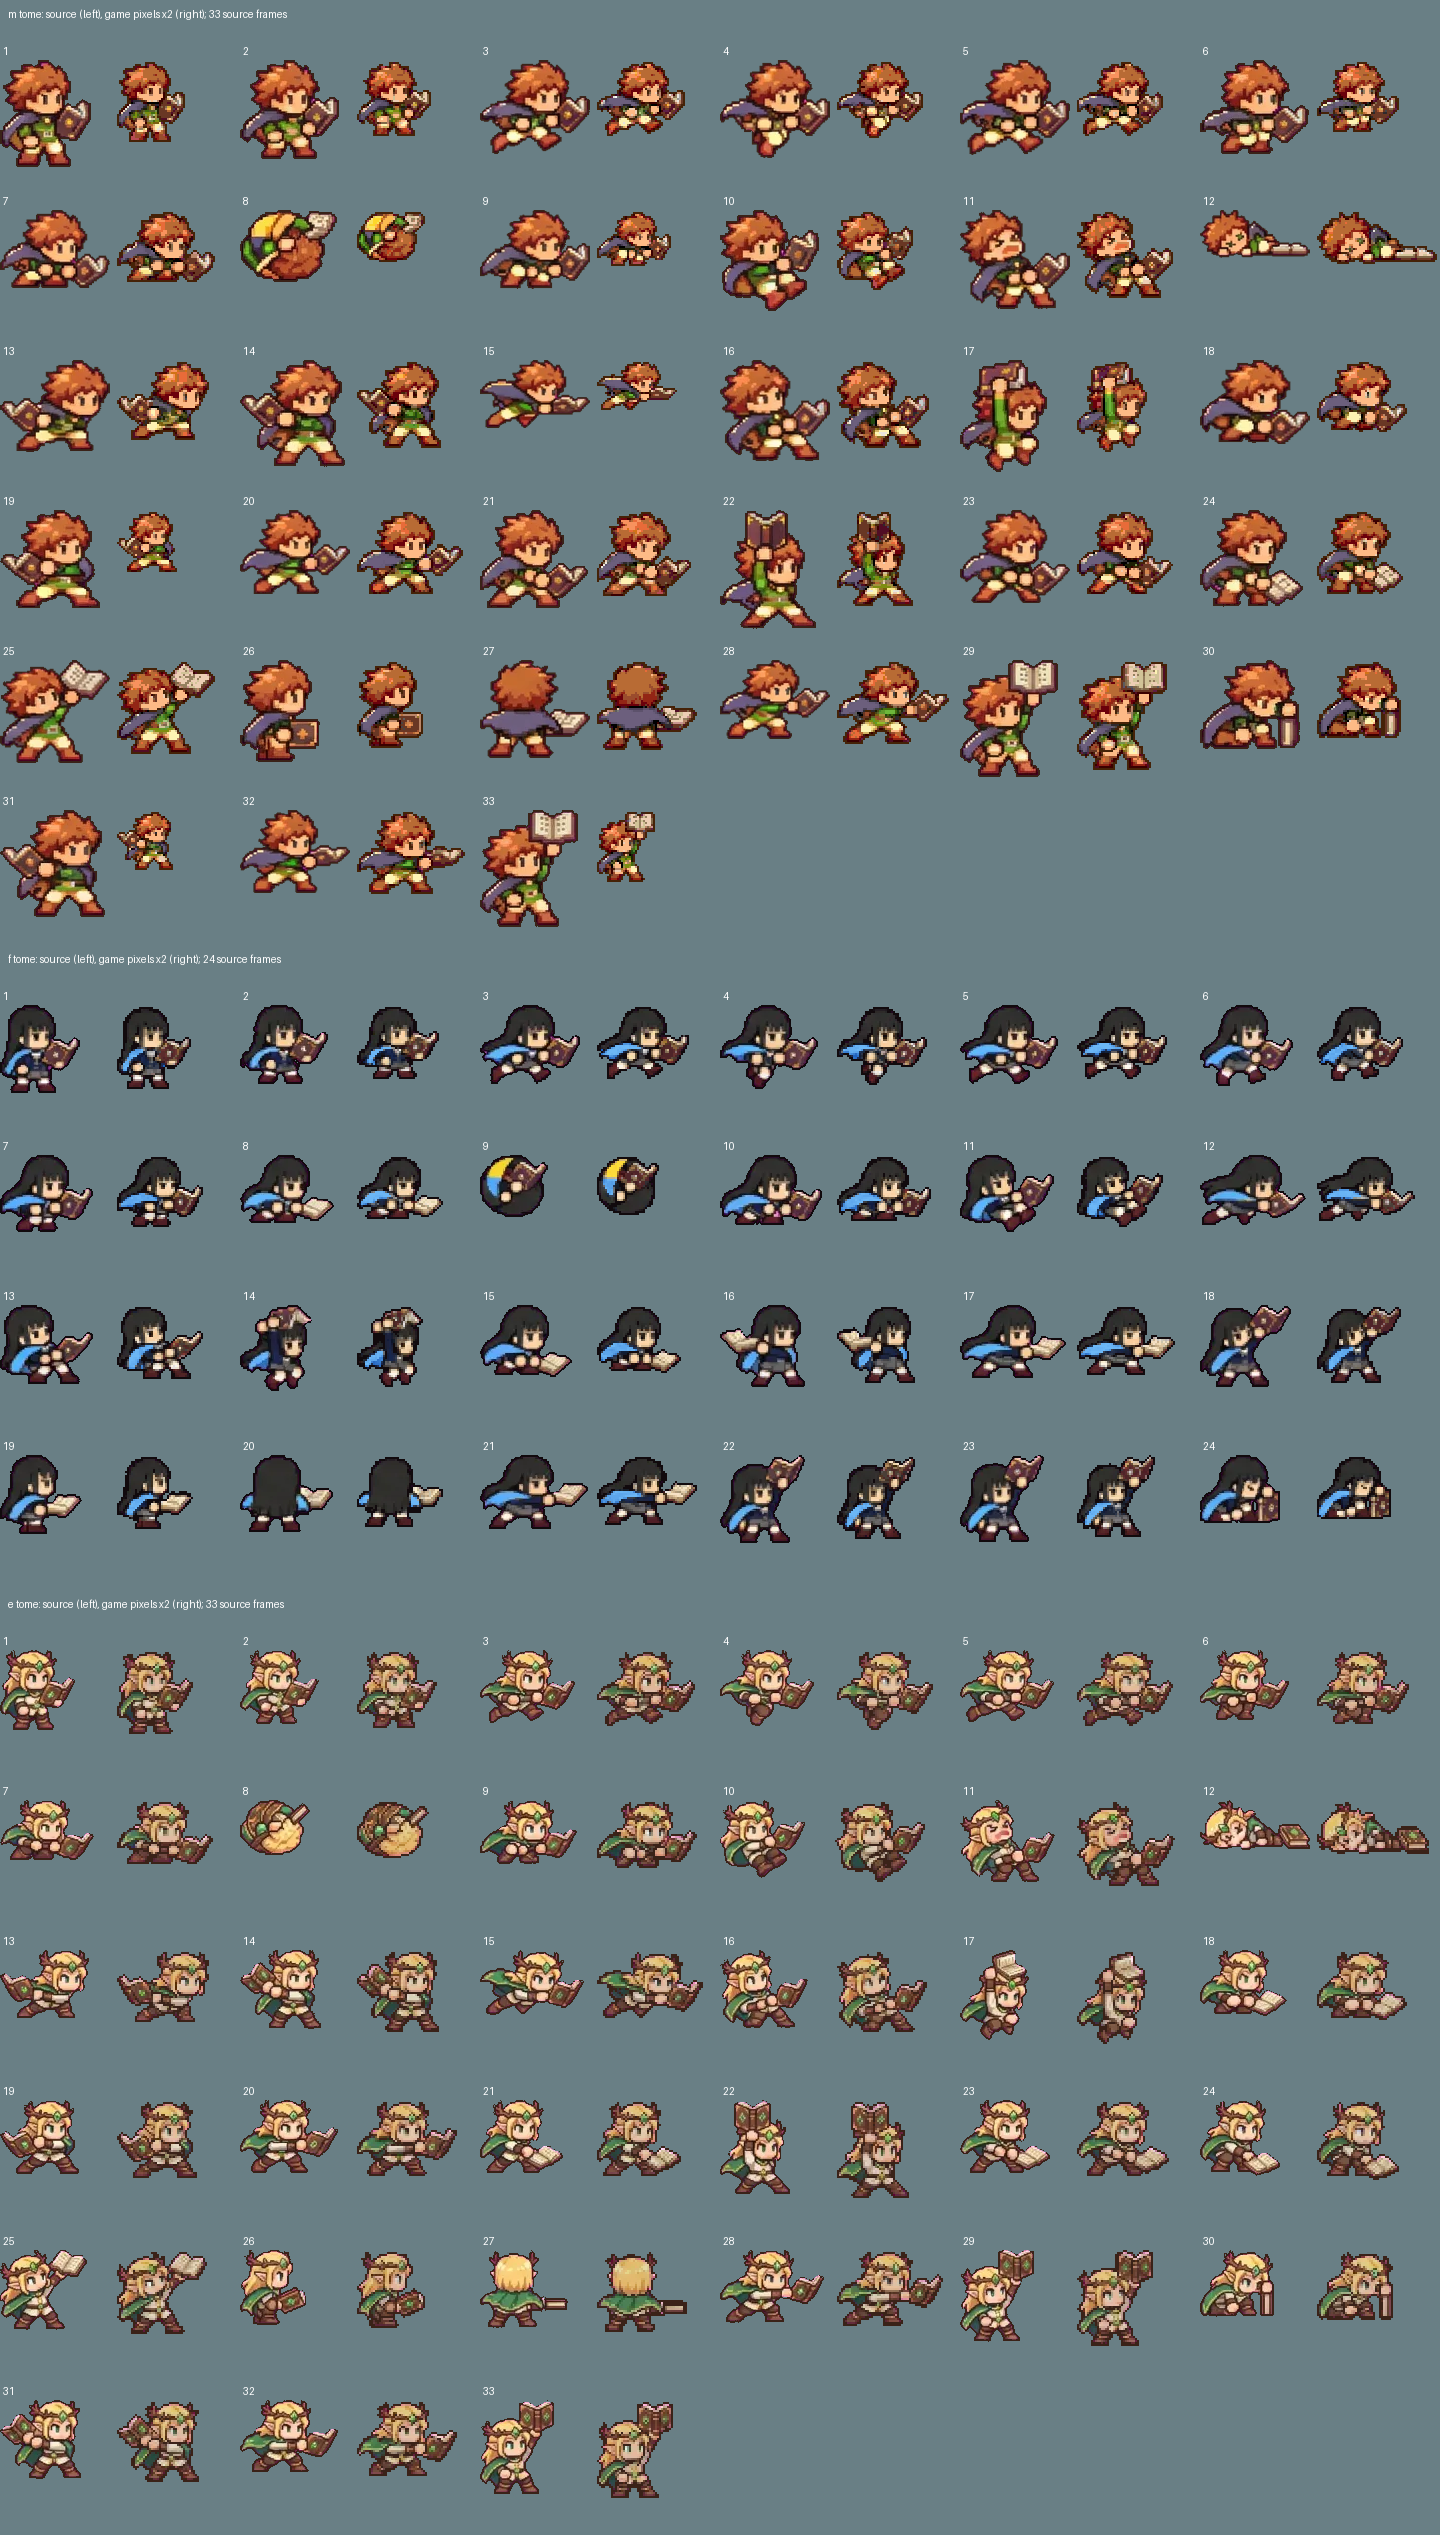 m tome: source (left), game pixels x2 (right); 33 source frames
1 2 3 4 5 6
7 8 9 10 11 12
13 14 15 16 17 18
19 20 21 22 23 24
25 26 27 28 29 30
31 32 33
f tome: source (left), game pixels x2 (right); 24 source frames
1 2 3 4 5 6
7 8 9 10 11 12
13 14 15 16 17 18
19 20 21 22 23 24
e tome: source (left), game pixels x2 (right); 33 source frames
1 2 3 4 5 6
7 8 9 10 11 12
13 14 15 16 17 18
19 20 21 22 23 24
25 26 27 28 29 30
31 32 33